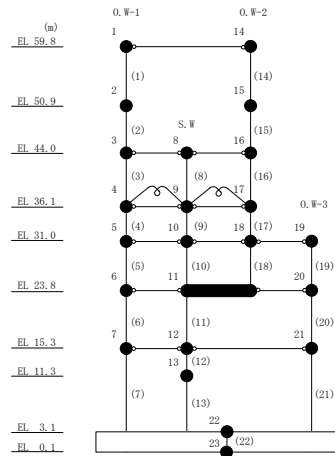 (m) O.W-1 O.W-2
EL 59.8 1 14
(1) (14)
EL 50.9 2 15
(2) S.W (15)
EL 44.0 3 8 16
(3) (8) (16)
EL 36.1 4 9 17 O.W-3
(4) (9) (17)
EL 31.0 5 10 18 19
(5) (10) (18) (19)
EL 23.8 6 11 20
(6) (11) (20)
EL 15.3 7 12 21
(12)
EL 11.3 13
(7) (13) (21)
EL 3.1 22
EL 0.1 23 (22)